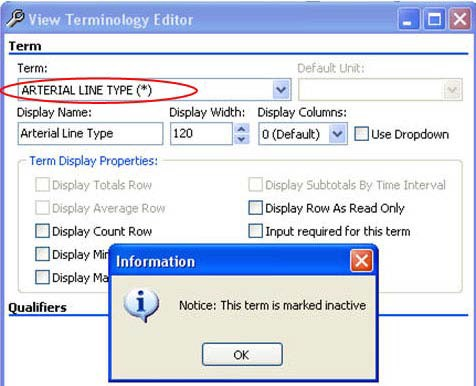 View Terminology Editor
Term
Term: Default Unit:
ARTERIAL LINE TYPE (*)
Display Name: Display Width: Display Columns:
Arterial Line Type 120 0 (Default) Use Dropdown
Term Display Properties:
Display Totals Row Display Subtotals By Time Interval
Display Average Row Display Row As Read Only
Display Count Row Input required for this term
Display
Display
Information
Notice: This term is marked inactive
OK
Qualifiers